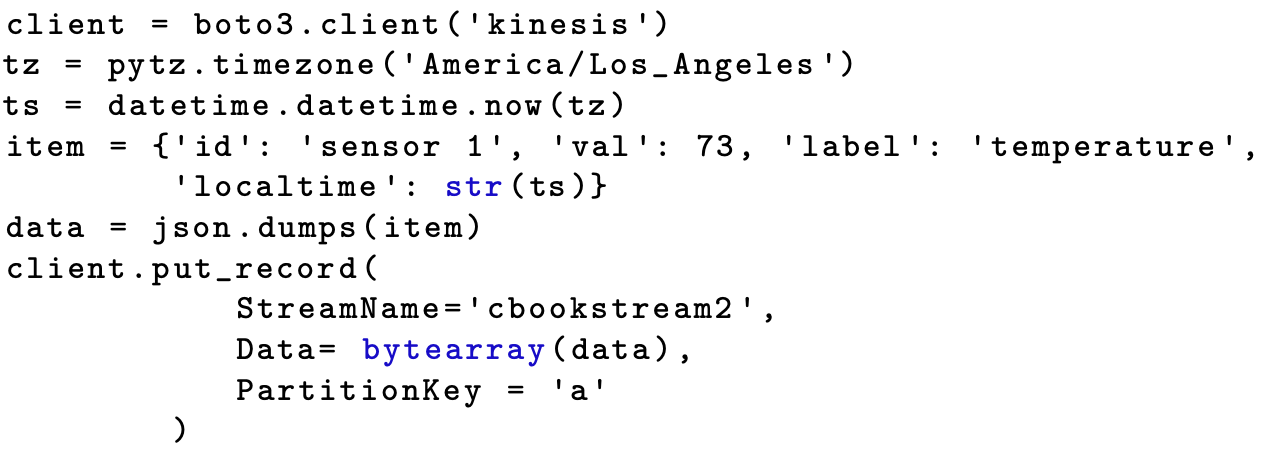 client = boto3.client('kinesis')
tz = pytz.timezone('America/Los_Angeles')
ts = datetime.datetime.now(tz)
item = {'id': 'sensor 1', 'val': 73, 'label': 'temperature',
        'localtime': str(ts)}
data = json.dumps(item)
client.put_record(
            StreamName='cbookstream2',
            Data= bytearray(data),
            PartitionKey = 'a'
        )